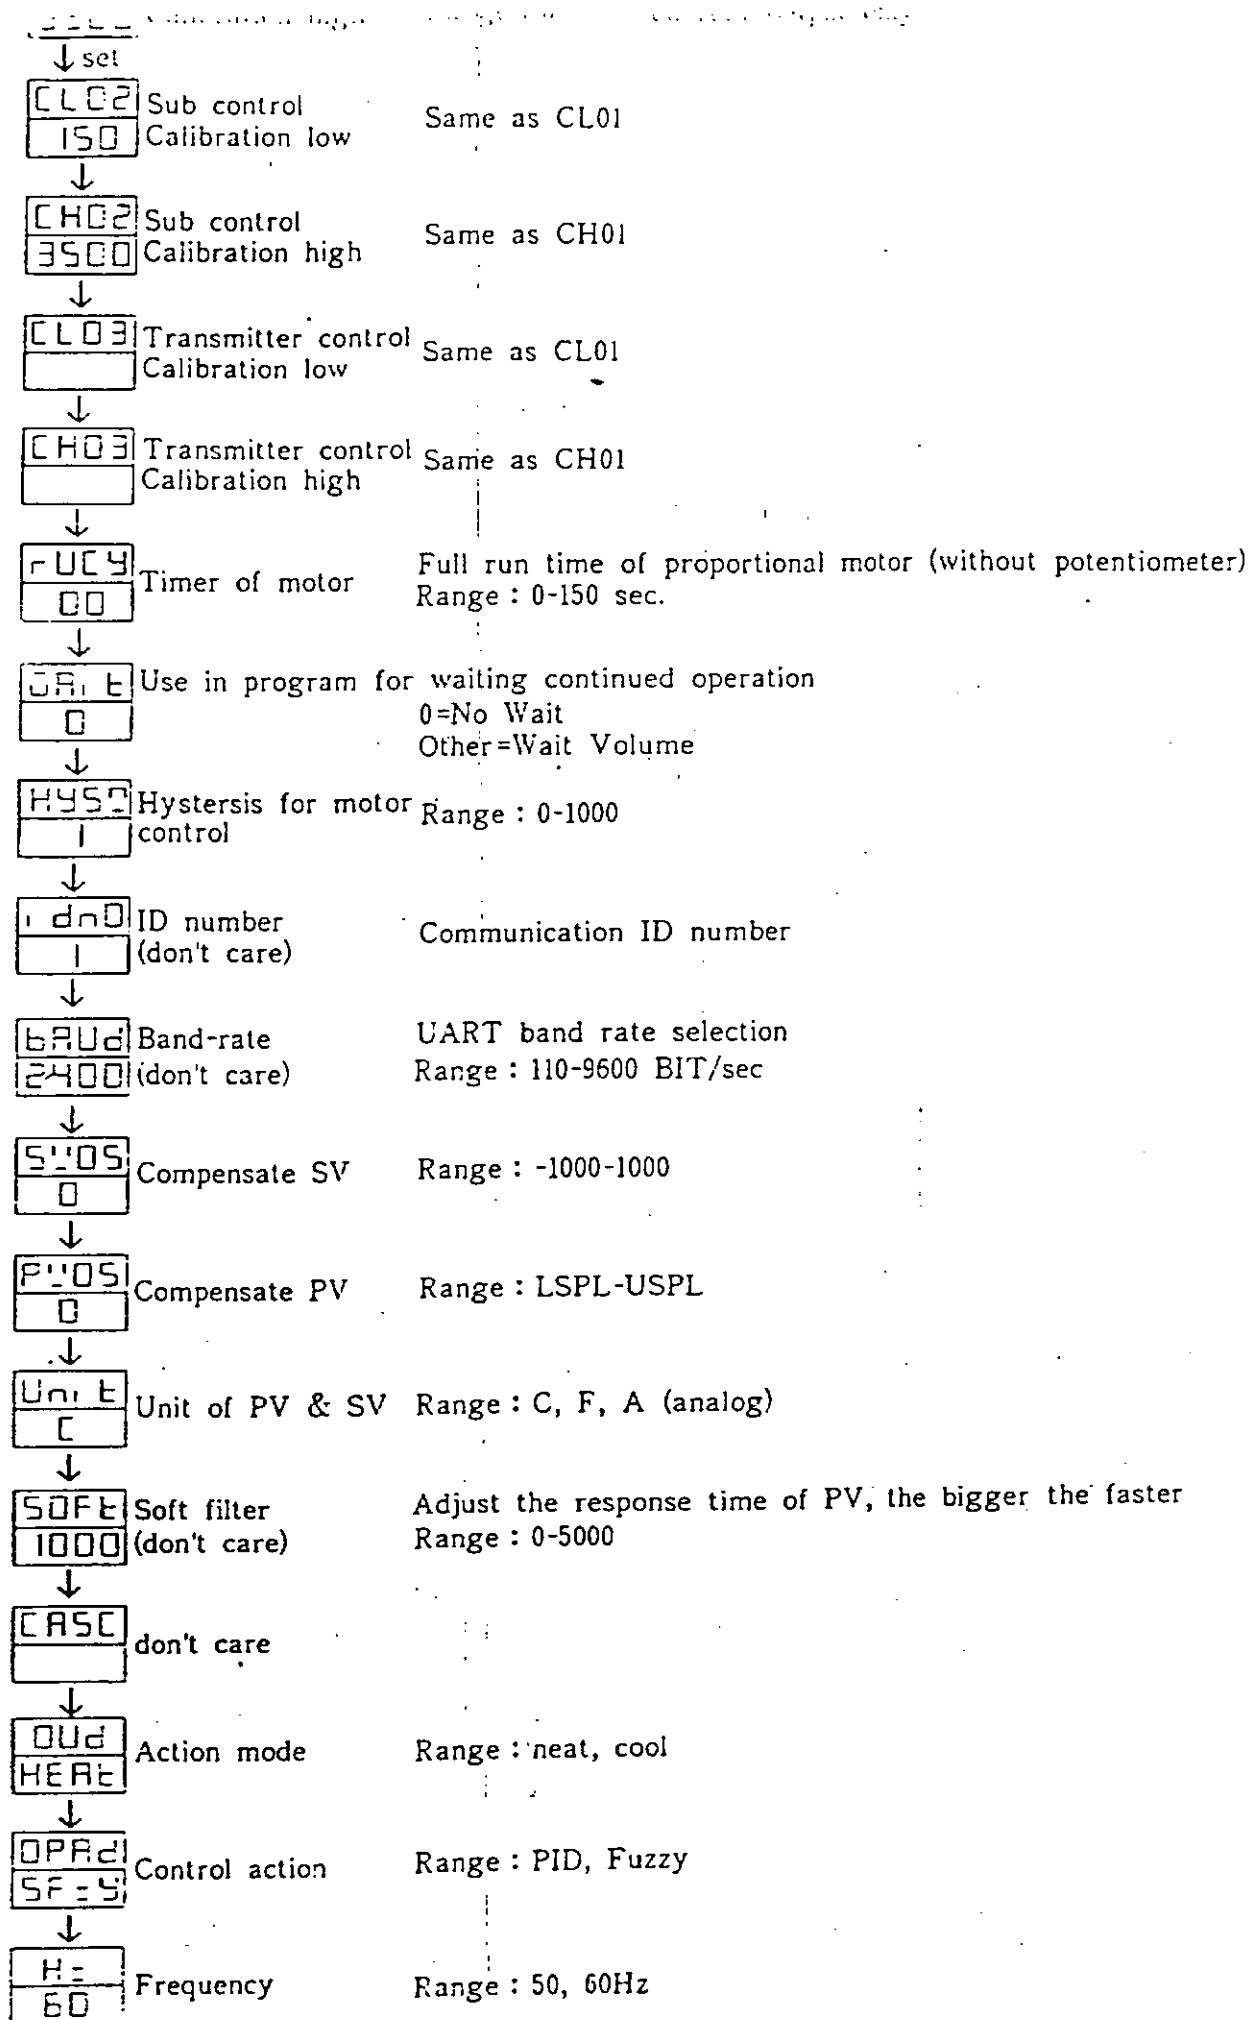 set
CL02 Sub control
150 Calibration low Same as CL01
CH02 Sub control
3500 Calibration high Same as CH01
CL03 Transmitter control
Calibration low Same as CL01
CH03 Transmitter control
Calibration high Same as CH01
rUCY Timer of motor Full run time of proportional motor (without potentiometer)
00 Range : 0-150 sec.
WAit Use in program for waiting continued operation
0 0=No Wait
Other=Wait Volume
HYSM Hystersis for motor Range : 0-1000
1 control
idnO ID number Communication ID number
1 (don't care)
bAUd Band-rate UART band rate selection
2400 (don't care) Range : 110-9600 BIT/sec
SVOS Compensate SV Range : -1000-1000
0
PVOS Compensate PV Range : LSPL-USPL
0
Unit Unit of PV & SV Range : C, F, A (analog)
C
SOFt Soft filter Adjust the response time of PV, the bigger the faster
1000 (don't care) Range : 0-5000
CASC don't care
OUd Action mode Range : neat, cool
HEAt
OPAd Control action Range : PID, Fuzzy
Hz Frequency Range : 50, 60Hz
60